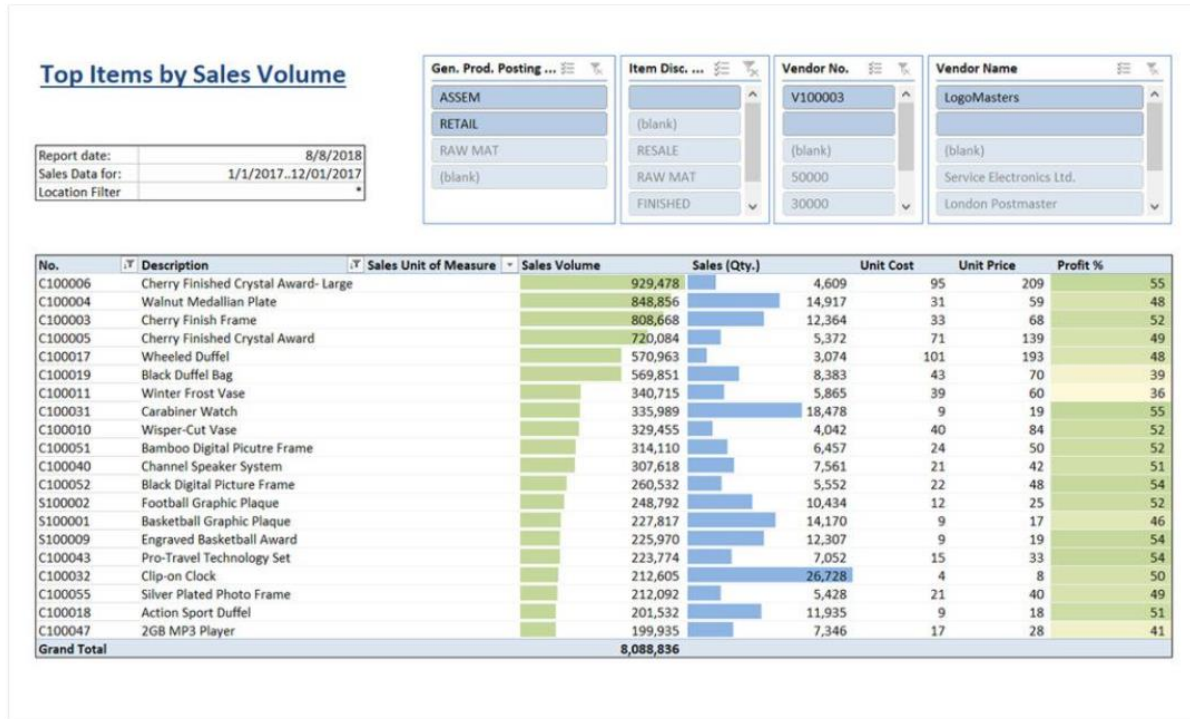 Top Items by Sales Volume
Report date: 8/8/2018
Sales Data for: 1/1/2017..12/01/2017
Location Filter *
Gen. Prod. Posting ...
ASSEM
RETAIL
RAW MAT
(blank)
Item Disc. ...
(blank)
RESALE
RAW MAT
FINISHED
Vendor No.
V100003
(blank)
50000
30000
Vendor Name
LogoMasters
(blank)
Service Electronics Ltd.
London Postmaster
No. Description Sales Unit of Measure Sales Volume Sales (Qty.) Unit Cost Unit Price Profit %
C100006 Cherry Finished Crystal Award- Large 929,478 4,609 95 209 55
C100004 Walnut Medallian Plate 848,856 14,917 31 59 48
C100003 Cherry Finish Frame 808,668 12,364 33 68 52
C100005 Cherry Finished Crystal Award 720,084 5,372 71 139 49
C100017 Wheeled Duffel 570,963 3,074 101 193 48
C100019 Black Duffel Bag 569,851 8,383 43 70 39
C100011 Winter Frost Vase 340,715 5,865 39 60 36
C100031 Carabiner Watch 335,989 18,478 9 19 55
C100010 Wisper-Cut Vase 329,455 4,042 40 84 52
C100051 Bamboo Digital Picutre Frame 314,110 6,457 24 50 52
C100040 Channel Speaker System 307,618 7,561 21 42 51
C100052 Black Digital Picture Frame 260,532 5,552 22 48 54
S100002 Football Graphic Plaque 248,792 10,434 12 25 52
S100001 Basketball Graphic Plaque 227,817 14,170 9 17 46
S100009 Engraved Basketball Award 225,970 12,307 9 19 54
C100043 Pro-Travel Technology Set 223,774 7,052 15 33 54
C100032 Clip-on Clock 212,605 26,728 4 8 50
C100055 Silver Plated Photo Frame 212,092 5,428 21 40 49
C100018 Action Sport Duffel 201,532 11,935 9 18 51
C100047 2GB MP3 Player 199,935 7,346 17 28 41
Grand Total 8,088,836